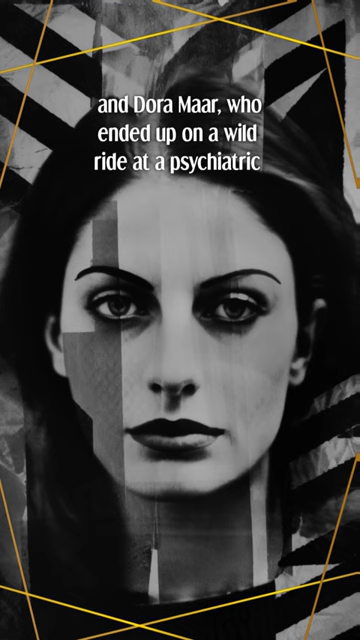 and Dora Maar, who
ended up on a wild
ride at a psychiatric